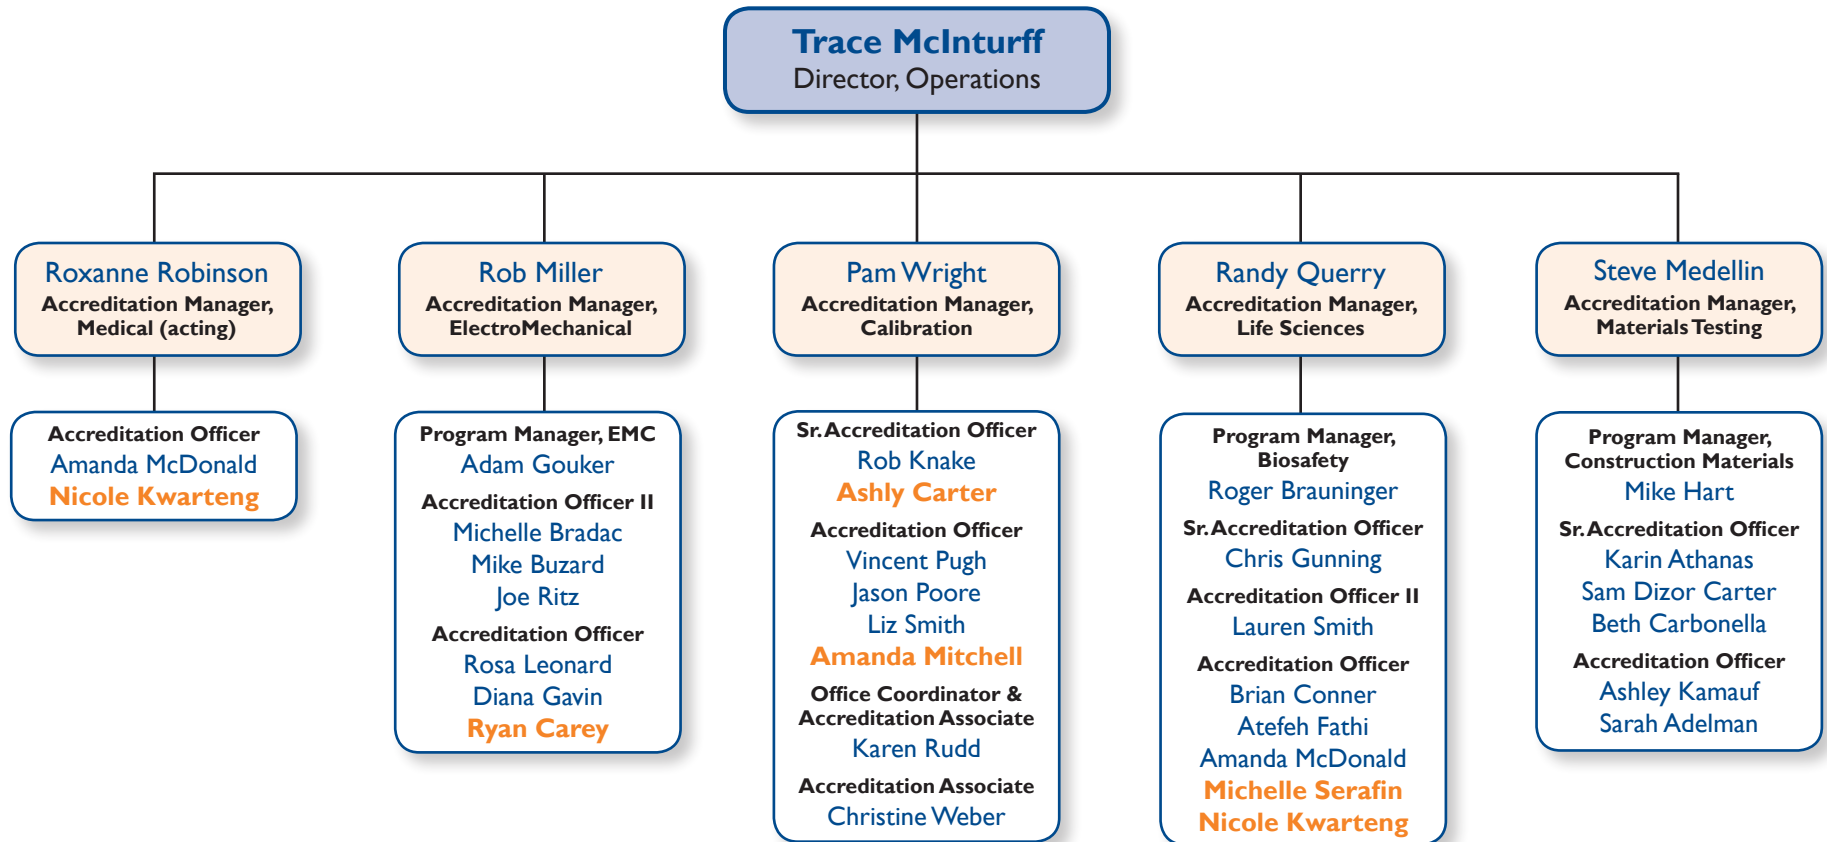 Trace McInturff
Director, Operations
Roxanne Robinson
Accreditation Manager,
Medical (acting)
Accreditation Officer
Amanda McDonald
Nicole Kwarteng
Rob Miller
Accreditation Manager,
ElectroMechanical
Program Manager, EMC
Adam Gouker
Accreditation Officer II
Michelle Bradac
Mike Buzard
Joe Ritz
Accreditation Officer
Rosa Leonard
Diana Gavin
Ryan Carey
Pam Wright
Accreditation Manager,
Calibration
Sr. Accreditation Officer
Rob Knake
Ashly Carter
Accreditation Officer
Vincent Pugh
Jason Poore
Liz Smith
Amanda Mitchell
Office Coordinator &
Accreditation Associate
Karen Rudd
Accreditation Associate
Christine Weber
Randy Querry
Accreditation Manager,
Life Sciences
Program Manager,
Biosafety
Roger Brauninger
Sr. Accreditation Officer
Chris Gunning
Accreditation Officer II
Lauren Smith
Accreditation Officer
Brian Conner
Atefeh Fathi
Amanda McDonald
Michelle Serafin
Nicole Kwarteng
Steve Medellin
Accreditation Manager,
Materials Testing
Program Manager,
Construction Materials
Mike Hart
Sr. Accreditation Officer
Karin Athanas
Sam Dizor Carter
Beth Carbonella
Accreditation Officer
Ashley Kamauf
Sarah Adelman